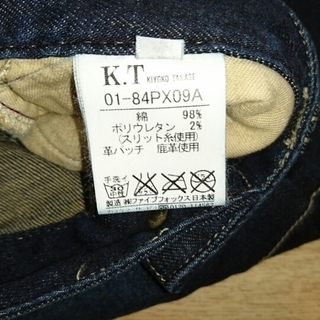 K.T KIYOKO TAKASE
01-84PX09A
綿 98%
ポリウレタン 2%
(スリット糸使用)
革パッチ 鹿革使用
手洗イ
製造 ㈱ファイブフォックス 日本製